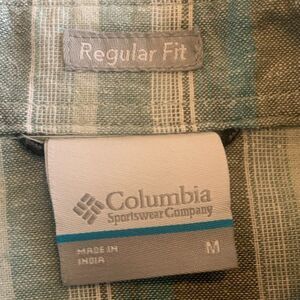 Regular Fit
Columbia
Sportswear Company
MADE IN
INDIA
M